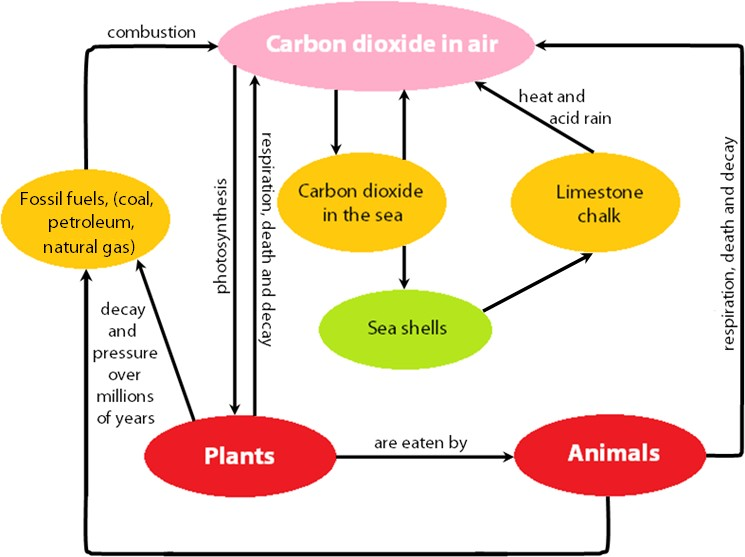 combustion
Carbon dioxide in air
heat and
acid rain
Fossil fuels, (coal,
petroleum,
natural gas)
photosynthesis
respiration, death and decay
Carbon dioxide
in the sea
Limestone
chalk
respiration, death and decay
Sea shells
decay
and
pressure
over
millions
of years
Plants
are eaten by
Animals